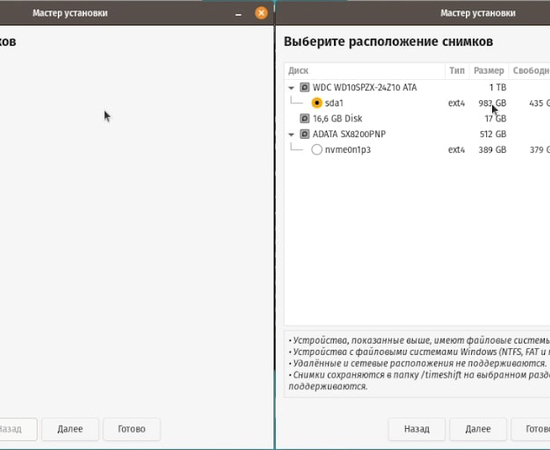 Мастер установки
ков
Назад
Далее
Готово
Мастер установки
Выберите расположение снимков
Диск Тип Размер Свободно
WDC WD10SPZX-24Z10 ATA 1 TB
sda1 ext4 983 GB 435 G
16,6 GB Disk 17 GB
ADATA SX8200PNP 512 GB
nvme0n1p3 ext4 389 GB 379 G
• Устройства, показанные выше, имеют файловые системы
• Устройства с файловыми системами Windows (NTFS, FAT и
• Удалённые и сетевые расположения не поддерживаются.
• Снимки сохраняются в папку /timeshift на выбранном разде
поддерживаются.
Назад
Далее
Готово